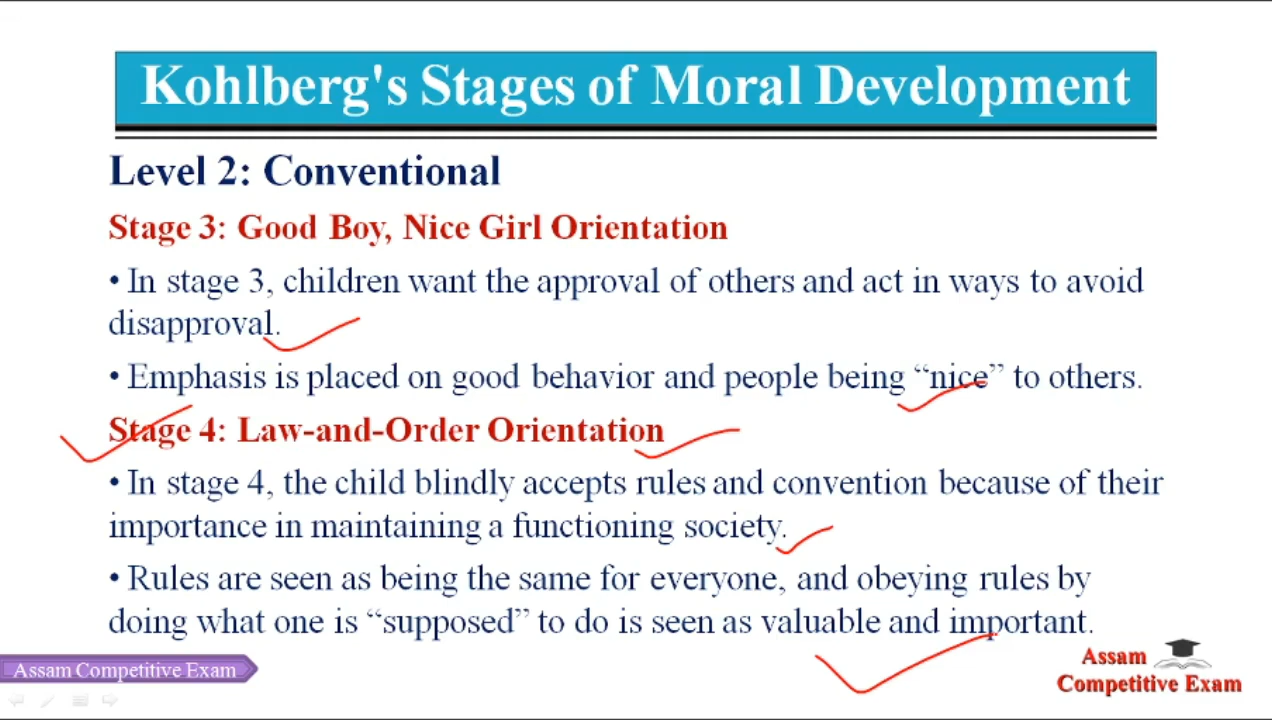 Kohlberg's Stages of Moral Development
Level 2: Conventional
Stage 3: Good Boy, Nice Girl Orientation
• In stage 3, children want the approval of others and act in ways to avoid
disapproval.
• Emphasis is placed on good behavior and people being “nice” to others.
Stage 4: Law-and-Order Orientation
• In stage 4, the child blindly accepts rules and convention because of their
importance in maintaining a functioning society.
• Rules are seen as being the same for everyone, and obeying rules by
doing what one is “supposed” to do is seen as valuable and important.
Assam Competitive Exam
Assam
Competitive Exam